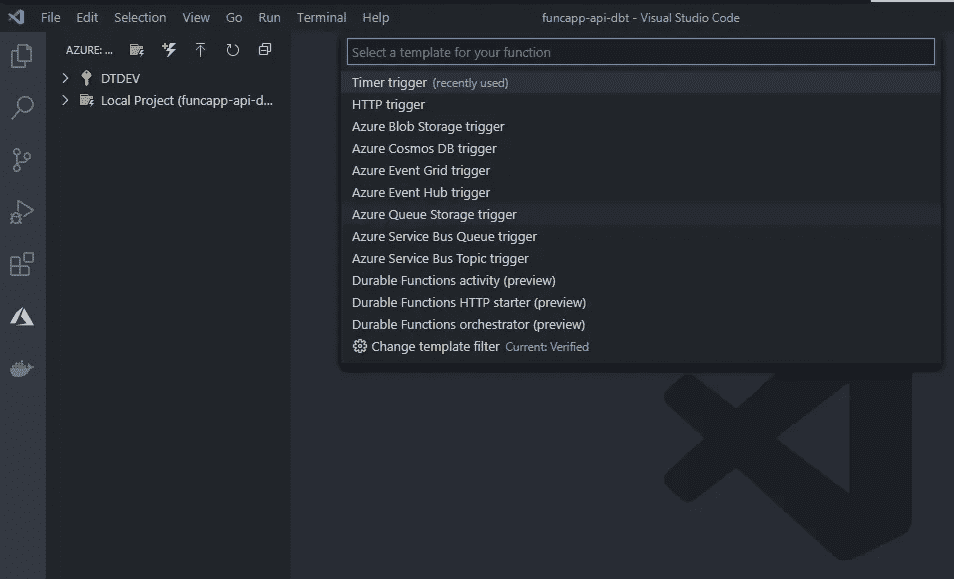 File Edit Selection View Go Run Terminal Help funcapp-api-dbt - Visual Studio Code
AZURE: ...
DTDEV
Local Project (funcapp-api-d...
Select a template for your function
Timer trigger (recently used)
HTTP trigger
Azure Blob Storage trigger
Azure Cosmos DB trigger
Azure Event Grid trigger
Azure Event Hub trigger
Azure Queue Storage trigger
Azure Service Bus Queue trigger
Azure Service Bus Topic trigger
Durable Functions activity (preview)
Durable Functions HTTP starter (preview)
Durable Functions orchestrator (preview)
Change template filter Current: Verified